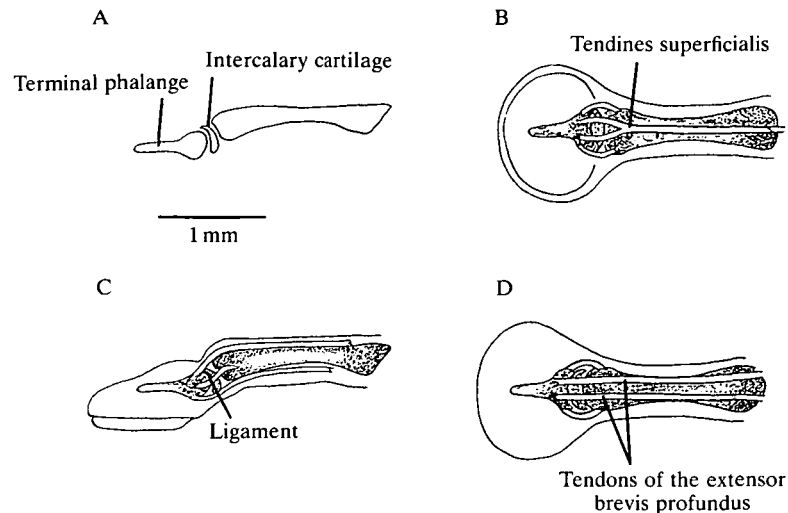 A
Intercalary cartilage
Terminal phalange
1 mm
B
Tendines superficialis
C
Ligament
D
Tendons of the extensor
brevis profundus